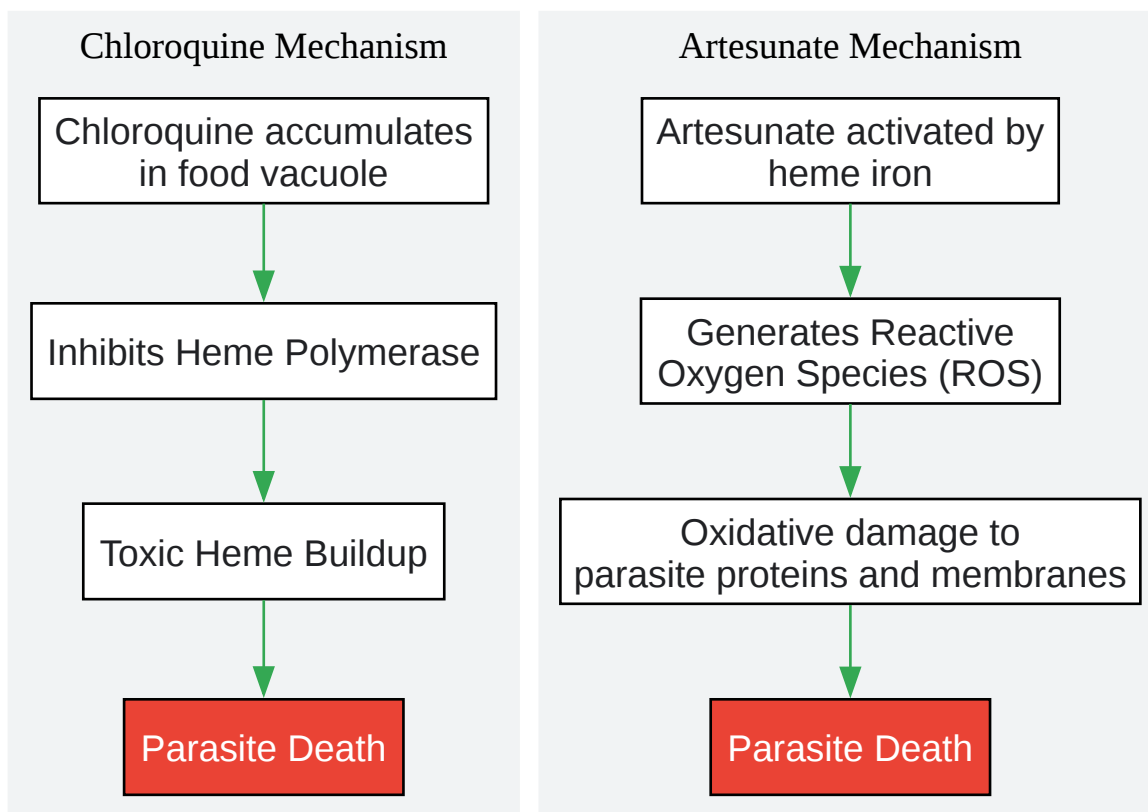 Chloroquine Mechanism
Chloroquine accumulates
in food vacuole
Inhibits Heme Polymerase
Toxic Heme Buildup
Parasite Death
Artesunate Mechanism
Artesunate activated by
heme iron
Generates Reactive
Oxygen Species (ROS)
Oxidative damage to
parasite proteins and membranes
Parasite Death